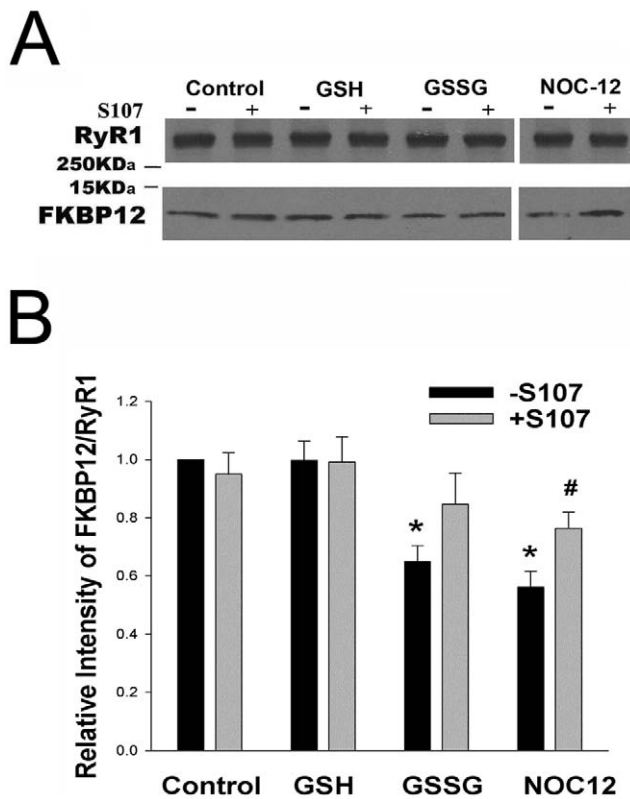 A
Control GSH GSSG NOC-12
S107 - + - + - + - +
RyR1
250KDa
15KDa
FKBP12
B
Relative Intensity of FKBP12/RyR1
-S107
+S107
1.2
1.0
0.8
0.6
0.4
0.2
0.0
* * #
Control GSH GSSG NOC12